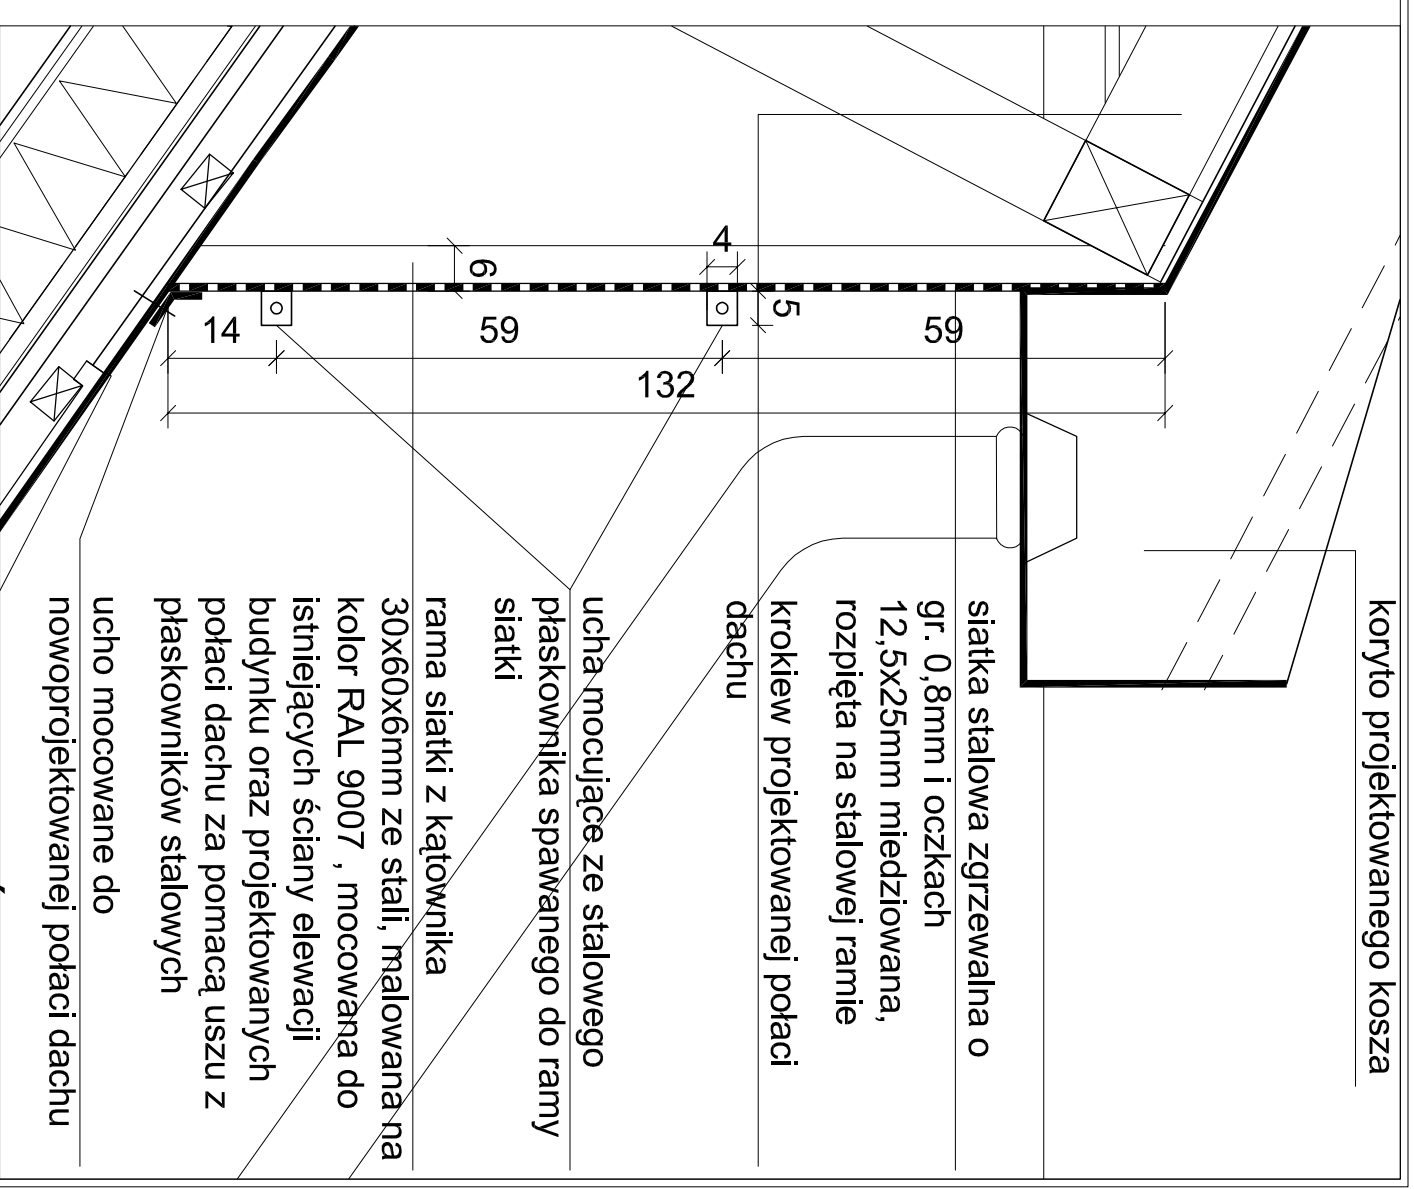 koryto projektowanego kosza
siatka stalowa zgrzewalna o
gr. 0,8mm i oczkach
12,5x25mm miedziowana,
rozpięta na stalowej ramie
krokiew projektowanej połaci
dachu
ucha mocujące ze stalowego
płaskownika spawanego do ramy
siatki
rama siatki z kątownika
30x60x6mm ze stali, malowana na
kolor RAL 9007 , mocowana do
istniejących ściany elewacji
budynku oraz projektowanych
połaci dachu za pomacą uszu z
płaskowników stalowych
ucho mocowane do
nowoprojektowanej połaci dachu
4
6
5
14
59
59
132